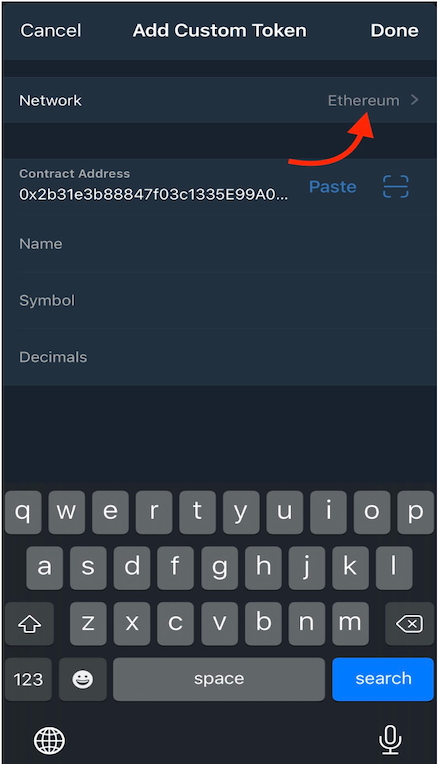 Cancel Add Custom Token Done
Network Ethereum
Contract Address
0x2b31e3b88847f03c1335E99A0... Paste
Name
Symbol
Decimals
q w e r t y u i o p
a s d f g h j k l
z x c v b n m
123 space search